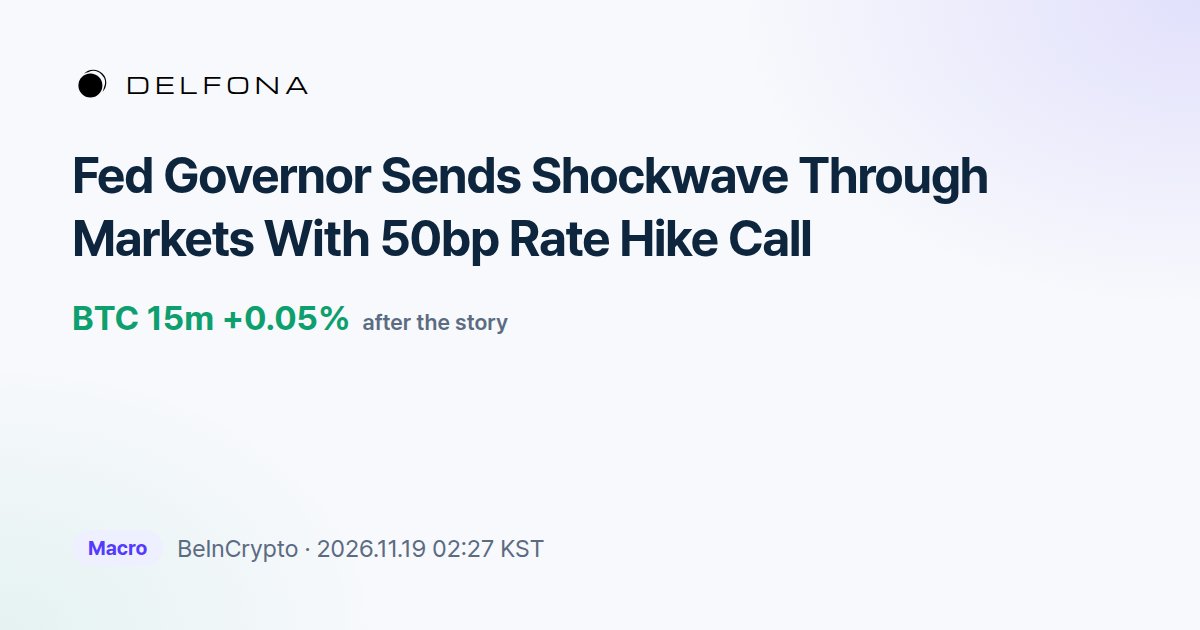 DELFONA
Fed Governor Sends Shockwave Through
Markets With 50bp Rate Hike Call
BTC 15m +0.05% after the story
Macro BeInCrypto · 2026.11.19 02:27 KST